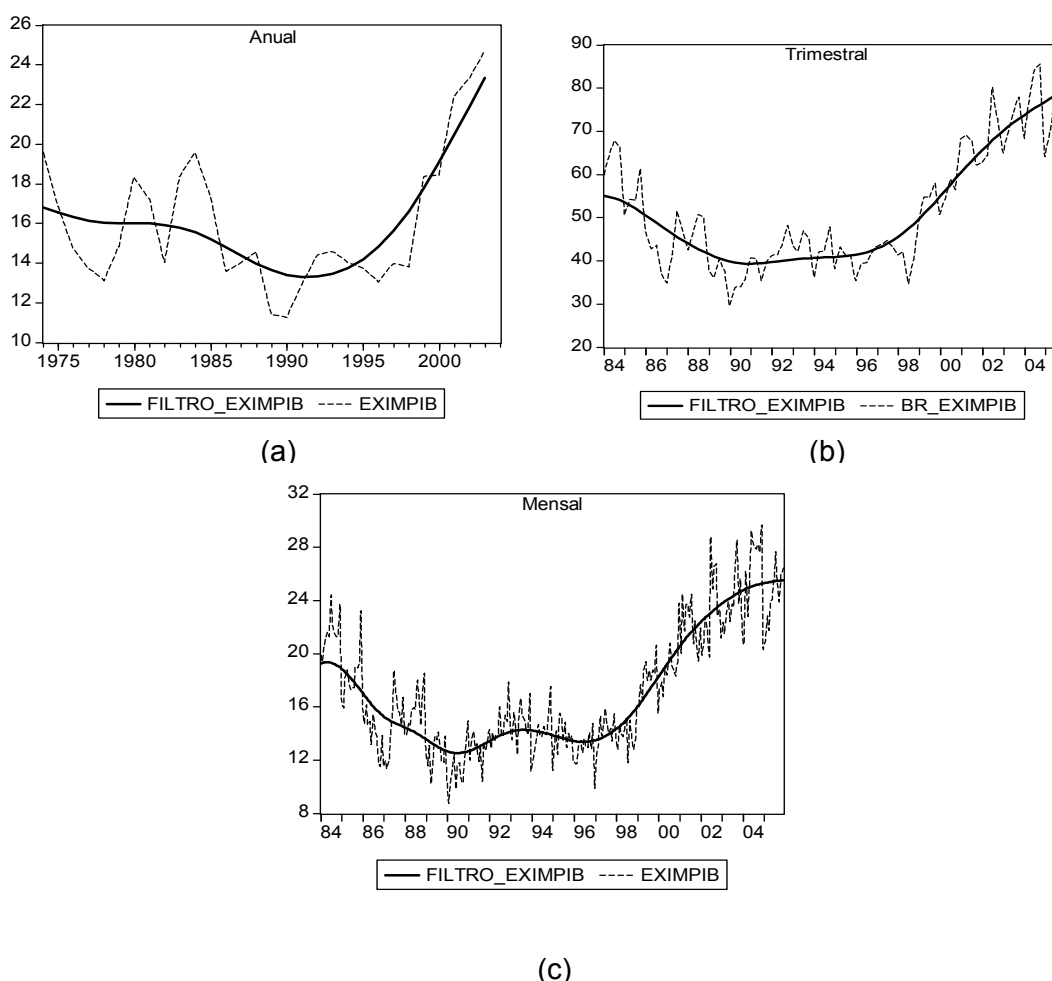 Anual
26
24
22
20
18
16
14
12
10
1975 1980 1985 1990 1995 2000
FILTRO_EXIMPIB EXIMPIB
(a)
Trimestral
90
80
70
60
50
40
30
20
84 86 88 90 92 94 96 98 00 02 04
FILTRO_EXIMPIB BR_EXIMPIB
(b)
Mensal
32
28
24
20
16
12
8
84 86 88 90 92 94 96 98 00 02 04
FILTRO_EXIMPIB EXIMPIB
(c)